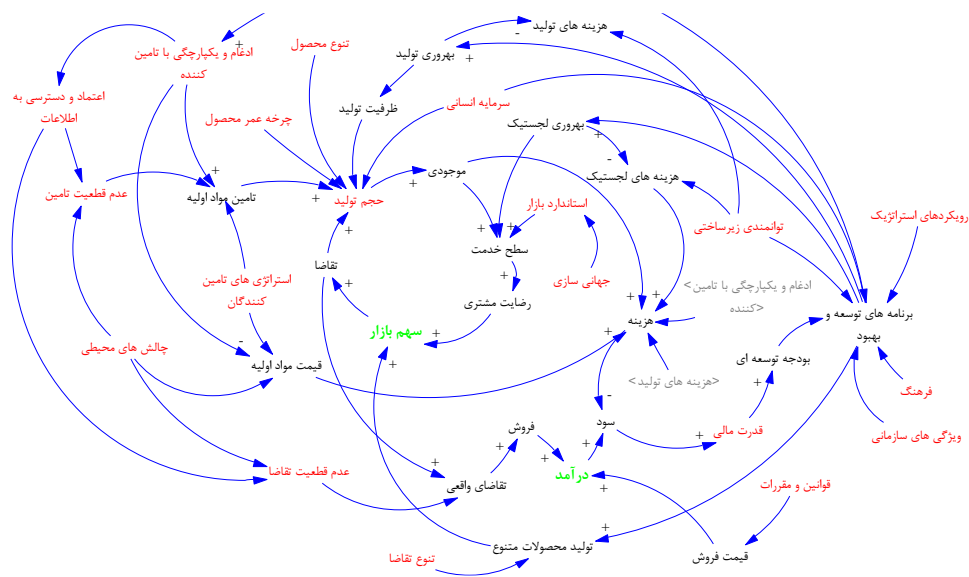 هزینه های تولید
تنوع محصول
ادغام و یکپارچگی با تامین
کننده
بهروری تولید
اعتماد و دسترسی به
اطلاعات
ظرفیت تولید
سرمایه انسانی
چرخه عمر محصول
بهروری لجستیک
موجودی
هزینه های لجستیک
عدم قطعیت تامین
تامین مواد اولیه
حجم تولید
استاندارد بازار
توانمندی زیرساختی
رویکردهای استراتژیک
سطح خدمت
تقاضا
استراتژی های تامین
کنندگان
جهانی سازی
<ادغام و یکپارچگی با تامین
کننده>
رضایت مشتری
هزینه
برنامه های توسعه و
بهبود
سهم بازار
چالش های محیطی
قیمت مواد اولیه
بودجه توسعه ای
<هزینه های تولید>
فرهنگ
فروش
سود
قدرت مالی
ویژگی های سازمانی
عدم قطعیت تقاضا
تقاضای واقعی
درآمد
قوانین و مقررات
تولید محصولات متنوع
قیمت فروش
تنوع تقاضا